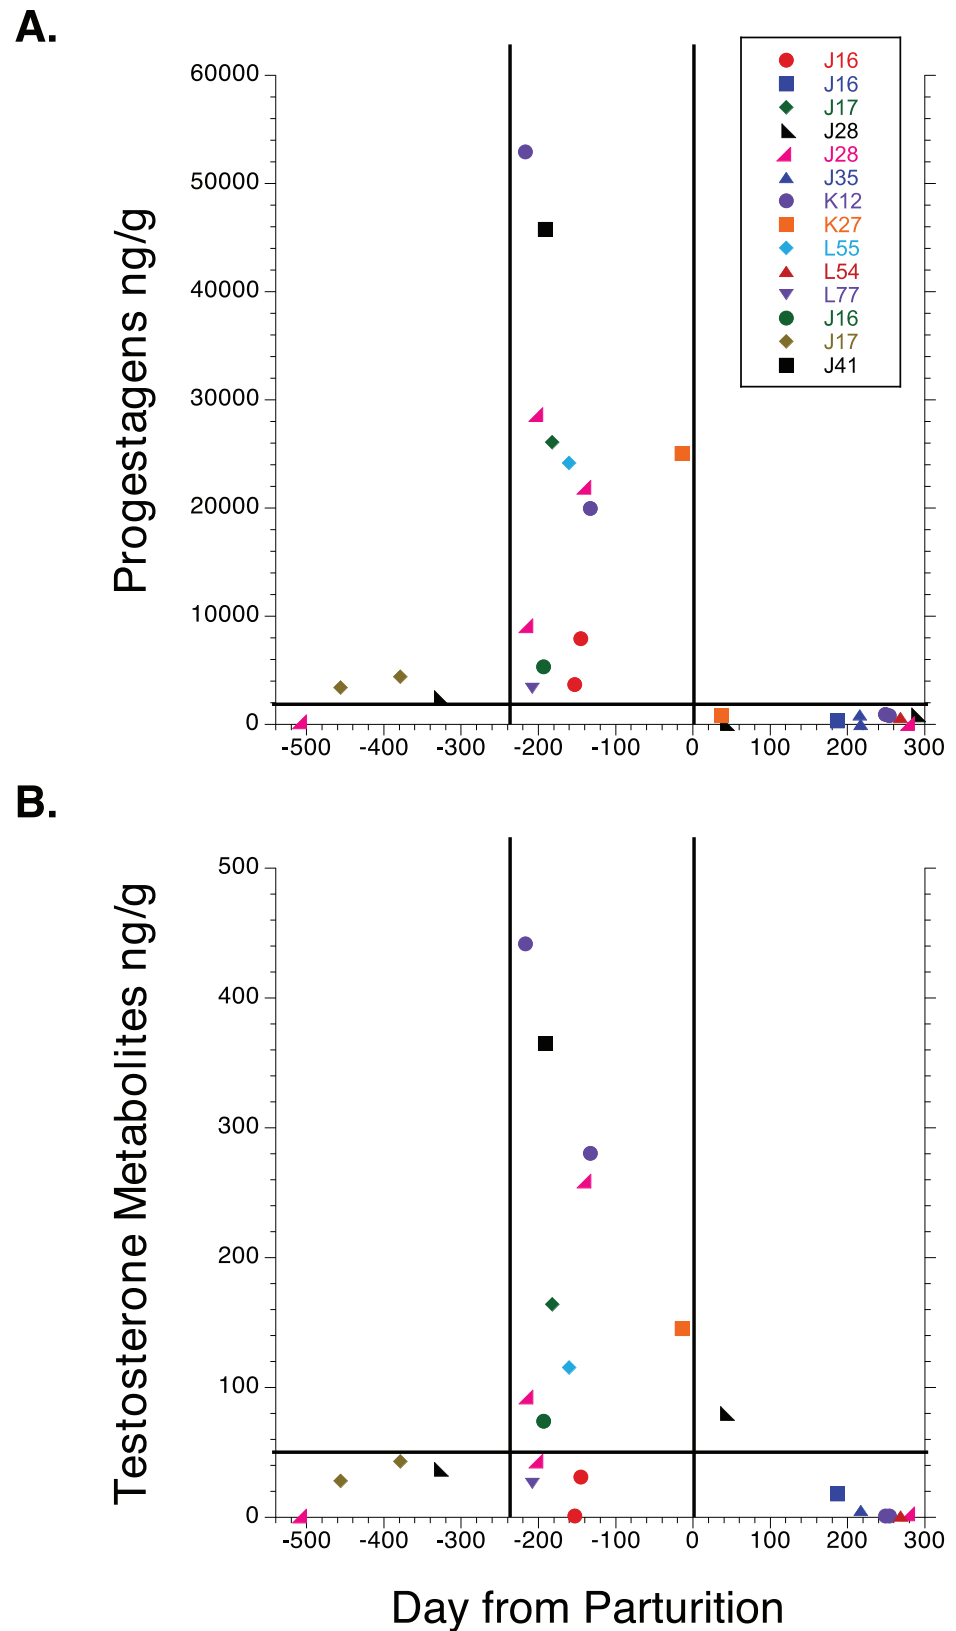 A.
Progestagens ng/g
60000
50000
40000
30000
20000
10000
0
-500 -400 -300 -200 -100 0 100 200 300
J16
J16
J17
J28
J28
J35
K12
K27
L55
L54
L77
J16
J17
J41
B.
Testosterone Metabolites ng/g
500
400
300
200
100
0
-500 -400 -300 -200 -100 0 100 200 300
Day from Parturition